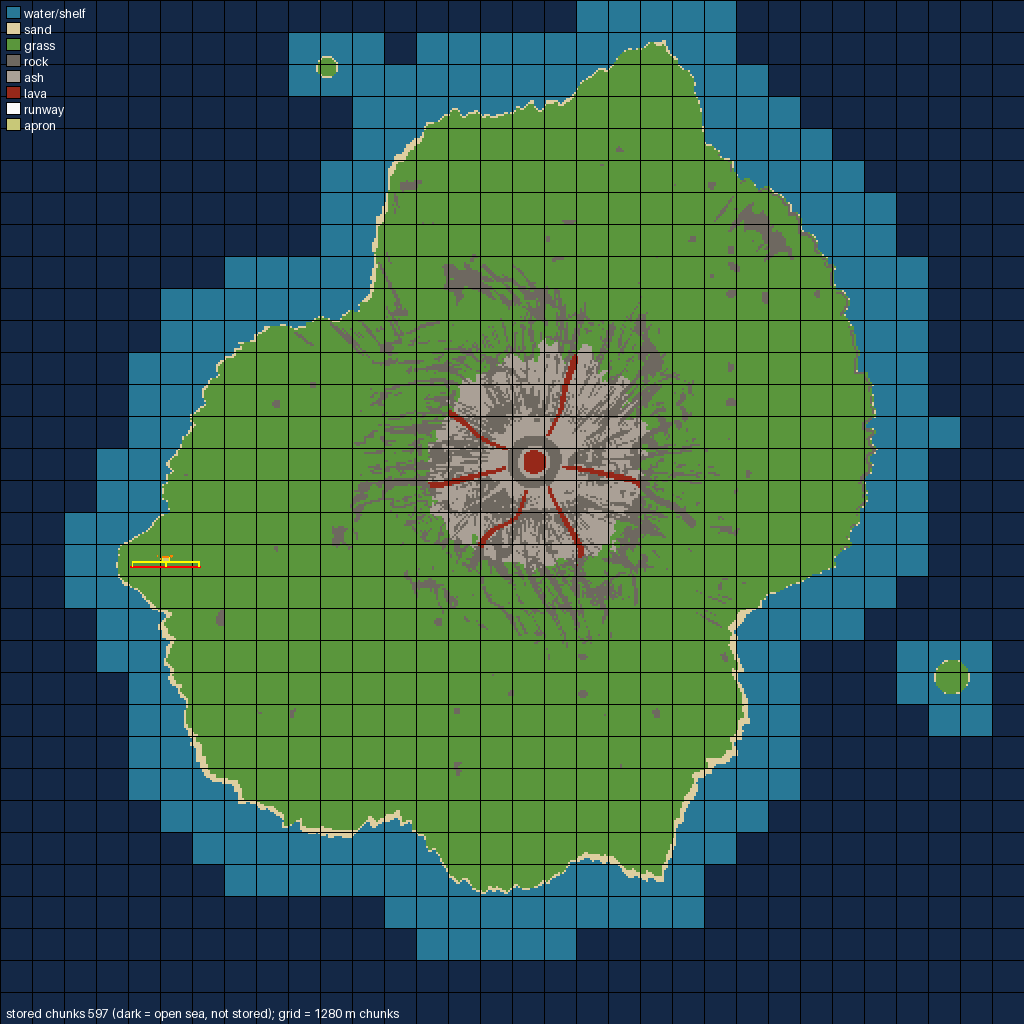 water/shelf
sand
grass
rock
ash
lava
runway
apron
stored chunks 597 (dark = open sea, not stored); grid = 1280 m chunks